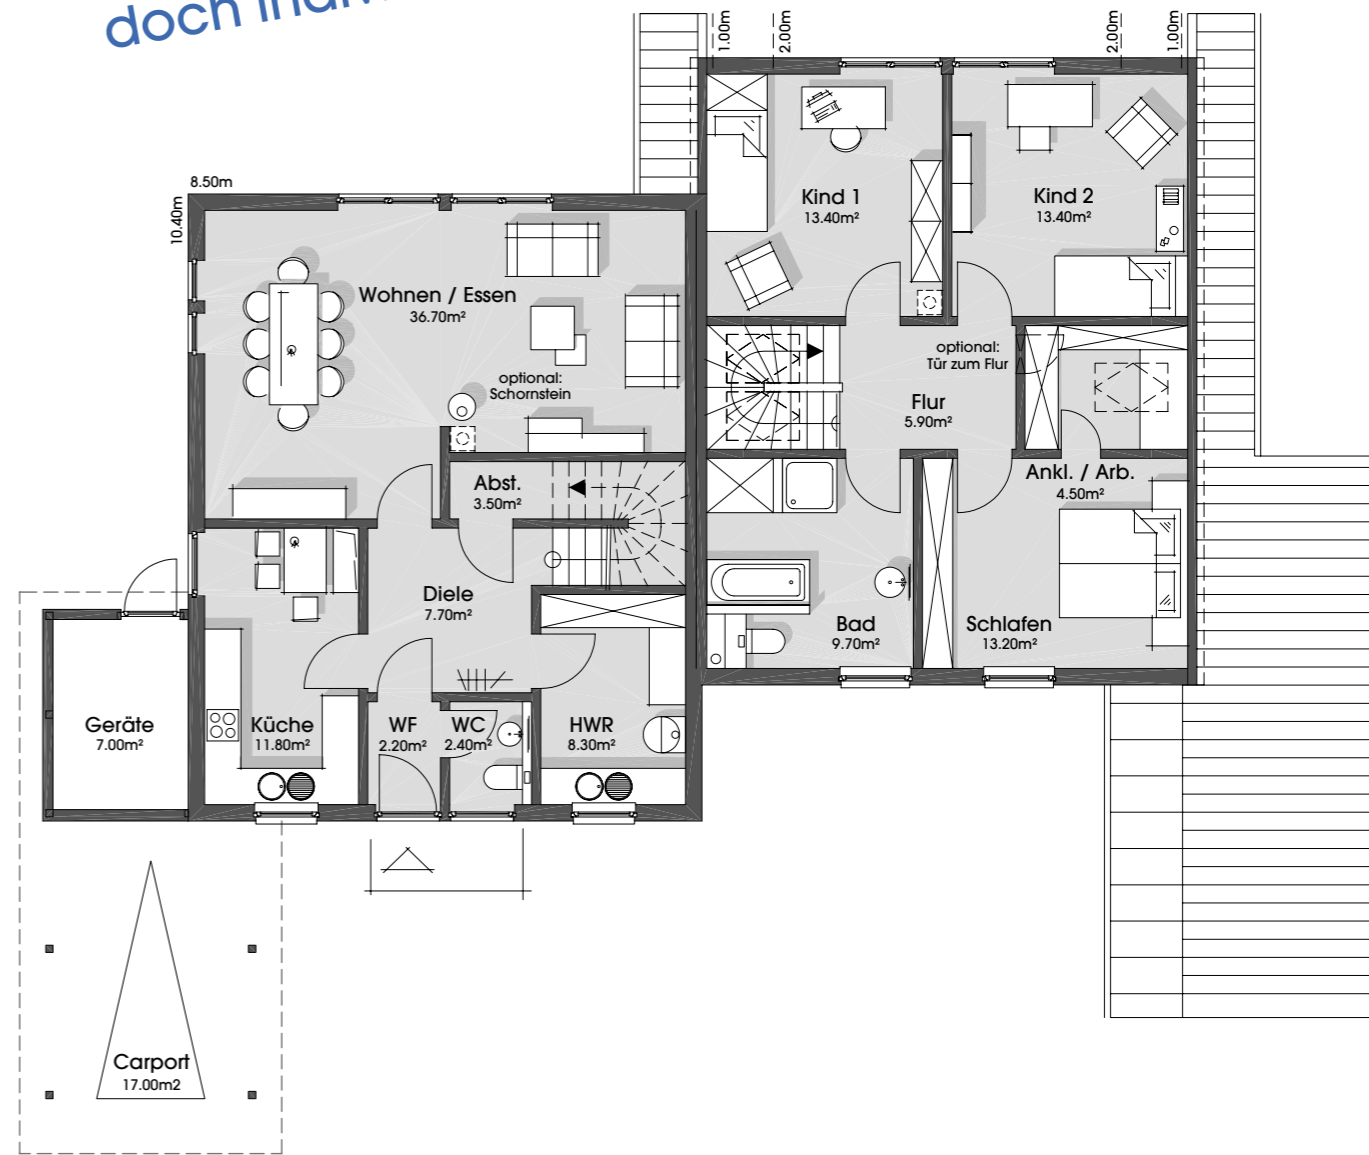 doch
1.00m
2.00m
2.00m
1.00m
8.50m
10.40m
Wohnen / Essen
36.70m²
optional:
Schornstein
Abst.
3.50m²
Diele
7.70m²
Geräte
7.00m²
Küche
11.80m²
WF
2.20m²
WC
2.40m²
HWR
8.30m²
Carport
17.00m2
Kind 1
13.40m²
Kind 2
13.40m²
optional:
Tür zum Flur
Flur
5.90m²
Ankl. / Arb.
4.50m²
Bad
9.70m²
Schlafen
13.20m²